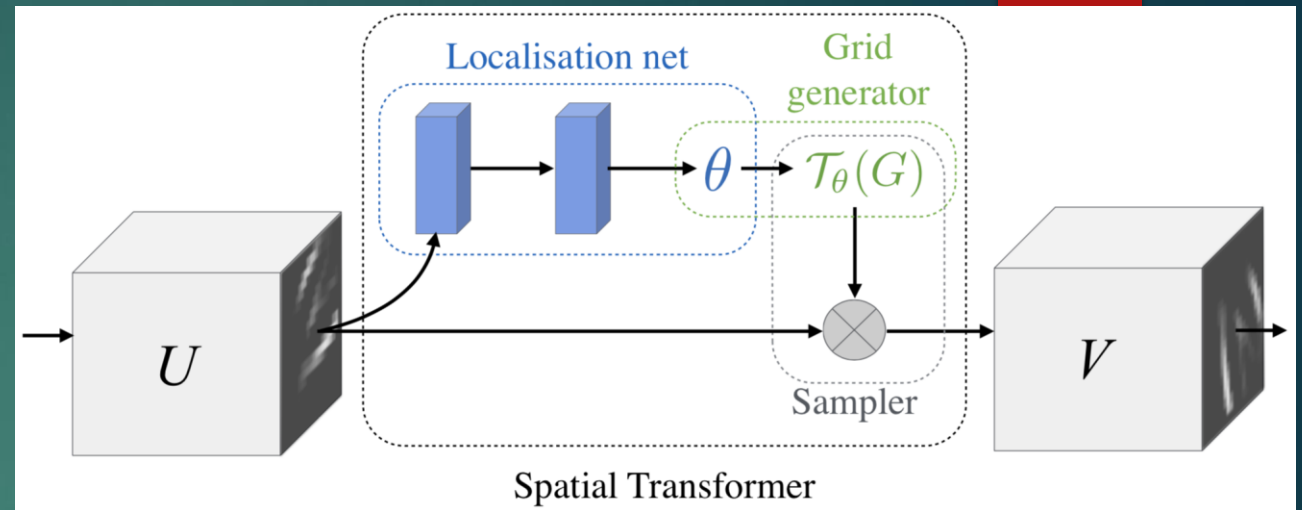 Localisation net
Grid
generator
θ
𝒯θ(G)
U
V
Sampler
Spatial Transformer